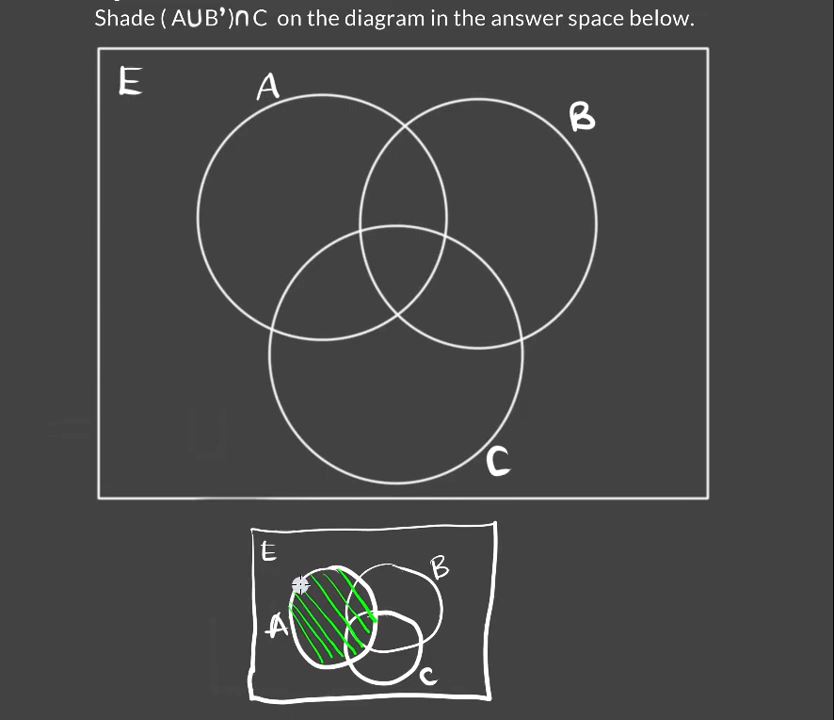 Shade (A∪B’)∩C on the diagram in the answer space below.
E
A
B
C
E
B
A
C